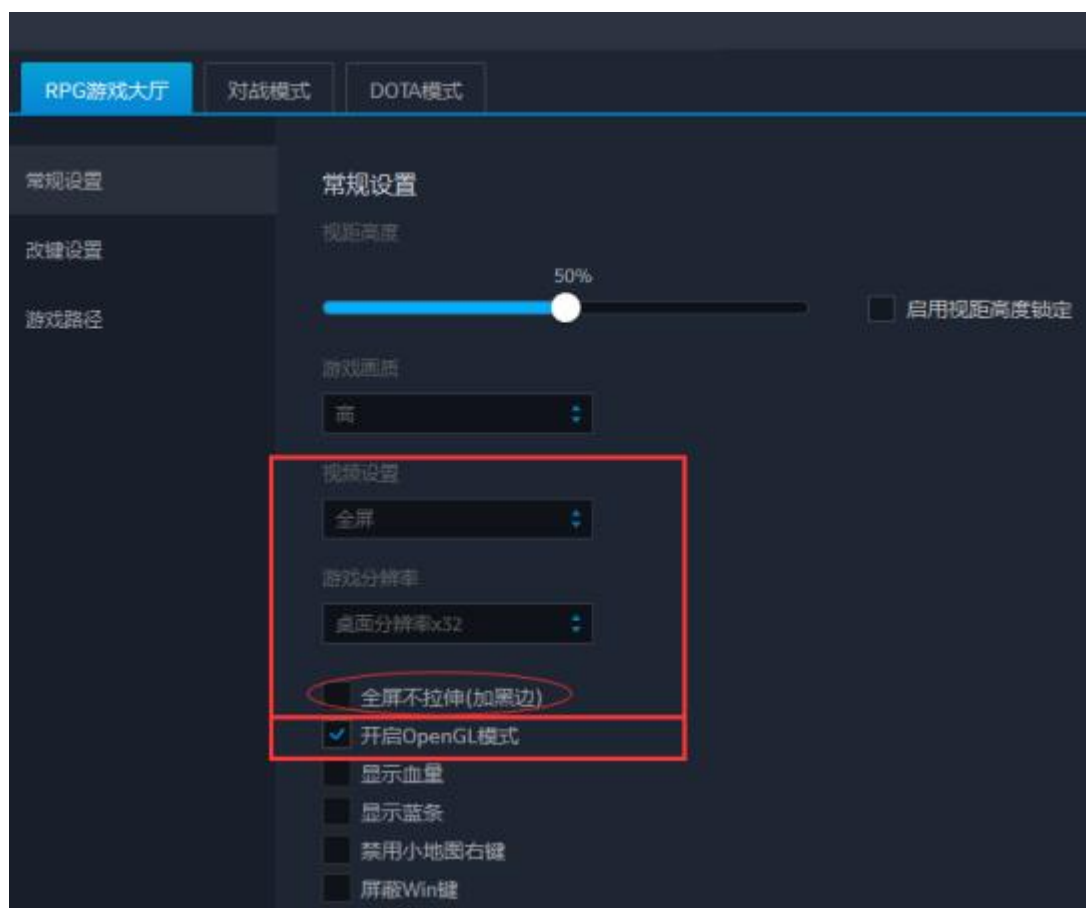 RPG游戏大厅 对战模式 DOTA模式
常规设置
改键设置
游戏路径
常规设置
视距高度
50%
启用视距高度锁定
游戏画质
高
视频设置
全屏
游戏分辨率
桌面分辨率x32
全屏不拉伸(加黑边)
开启OpenGL模式
显示血量
显示蓝条
禁用小地图右键
屏蔽Win键